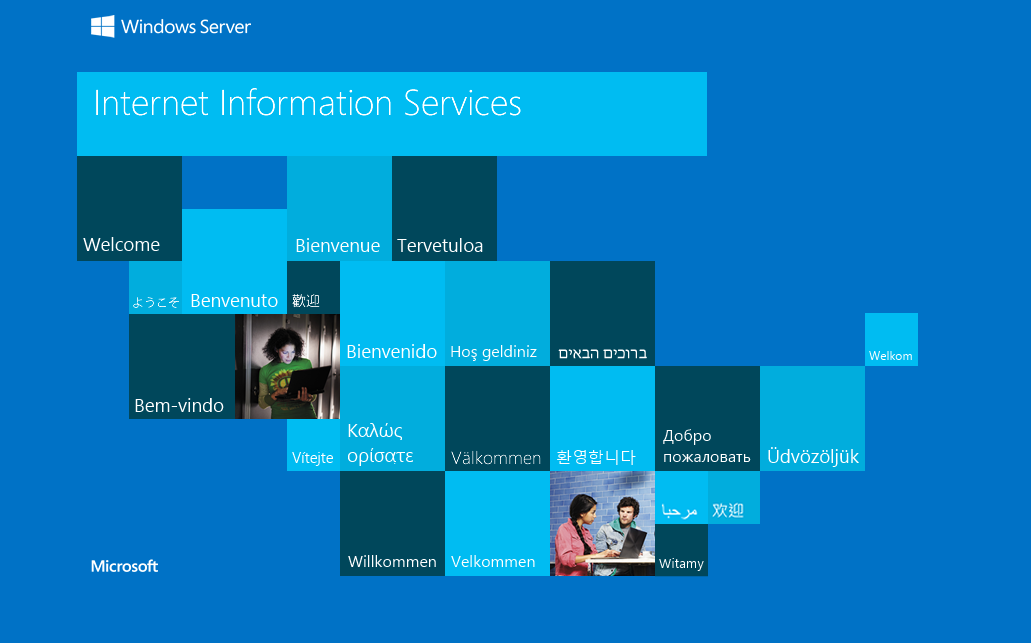 Windows Server
Internet Information Services
Welcome
Bienvenue
Tervetuloa
ようこそ
Benvenuto
歡迎
Bienvenido
Hoş geldiniz
ברוכים הבאים
Welkom
Bem-vindo
Vítejte
Καλώς
ορίσατε
Välkommen
환영합니다
Добро
пожаловать
Üdvözöljük
مرحبا
欢迎
Willkommen
Velkommen
Witamy
Microsoft